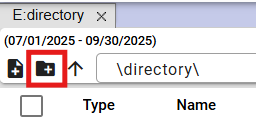 E:directory
(07/01/2025 - 09/30/2025)
\directory\
Type Name